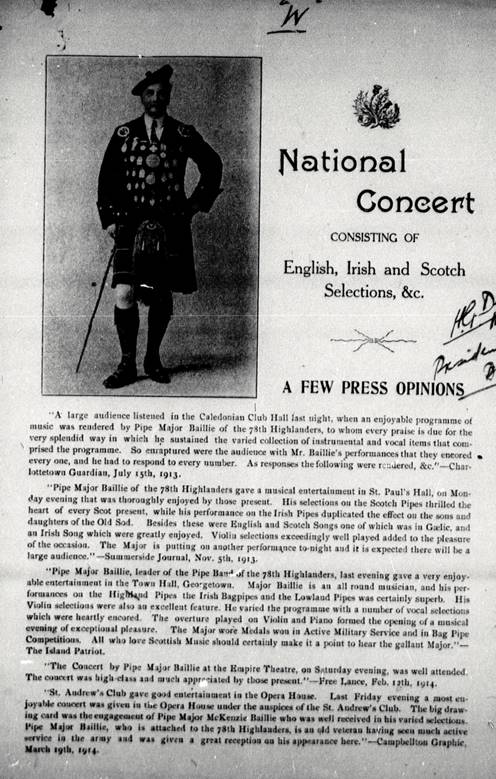 W
National
Concert
CONSISTING OF
English, Irish and Scotch
Selections, &c.
A FEW PRESS OPINIONS
"A large audience listened in the Caledonian Club Hall last night, when an enjoyable programme of
music was rendered by Pipe Major Baillie of the 78th Highlanders, to whom every praise is due for the
very splendid way in which he sustained the varied collection of instrumental and vocal items that com-
prised the programme. So enraptured were the audience with Mr. Baillie's performances that they encored
every one, and he had to respond to every number. As responses the following were rendered, &c."—Char-
lottetown Guardian, July 15th, 1913.
"Pipe Major Baillie of the 78th Highlanders gave a musical entertainment in St. Paul's Hall, on Mon-
day evening that was thoroughly enjoyed by those present. His selections on the Scotch Pipes thrilled the
heart of every Scot present, while his performance on the Irish Pipes duplicated the effect on the sons and
daughters of the Old Sod. Besides these were English and Scotch Songs one of which was in Gælic, and
an Irish Song which were greatly enjoyed. Violin selections exceedingly well played added to the pleasure
of the occasion. The Major is putting on another performance to-night and it is expected there will be a
large audience."—Summerside Journal, Nov. 5th, 1913.
"Pipe Major Baillie, leader of the Pipe Band of the 78th Highlanders, last evening gave a very enjoy-
able entertainment in the Town Hall, Georgetown. Major Baillie is an all round musician, and his per-
formances on the Highland Pipes the Irish Bagpipes and the Lowland Pipes was certainly superb. His
Violin selections were also an excellent feature. He varied the programme with a number of vocal selections
which were heartily encored. The overture played on Violin and Piano formed the opening of a musical
evening of exceptional pleasure. The Major wore Medals won in Active Military Service and in Bag Pipe
Competitions. All who love Scottish Music should certainly make it a point to hear the gallant Major."—
The Island Patriot.
"The Concert by Pipe Major Baillie at the Empire Theatre, on Saturday evening, was well attended.
The concert was high-class and much appreciated by those present."—Free Lance, Feb. 17th, 1914.
"St. Andrew's Club gave good entertainment in the Opera House. Last Friday evening a most en-
joyable concert was given in the Opera House under the auspices of the St. Andrew's Club. The big draw-
ing card was the engagement of Pipe Major McKenzie Baillie who was well received in his varied selections.
Pipe Major Baillie, who is attached to the 78th Highlanders, is an old veteran having seen much active
service in the army and was given a great reception on his appearance here."—Campbellton Graphic,
March 19th, 1914.